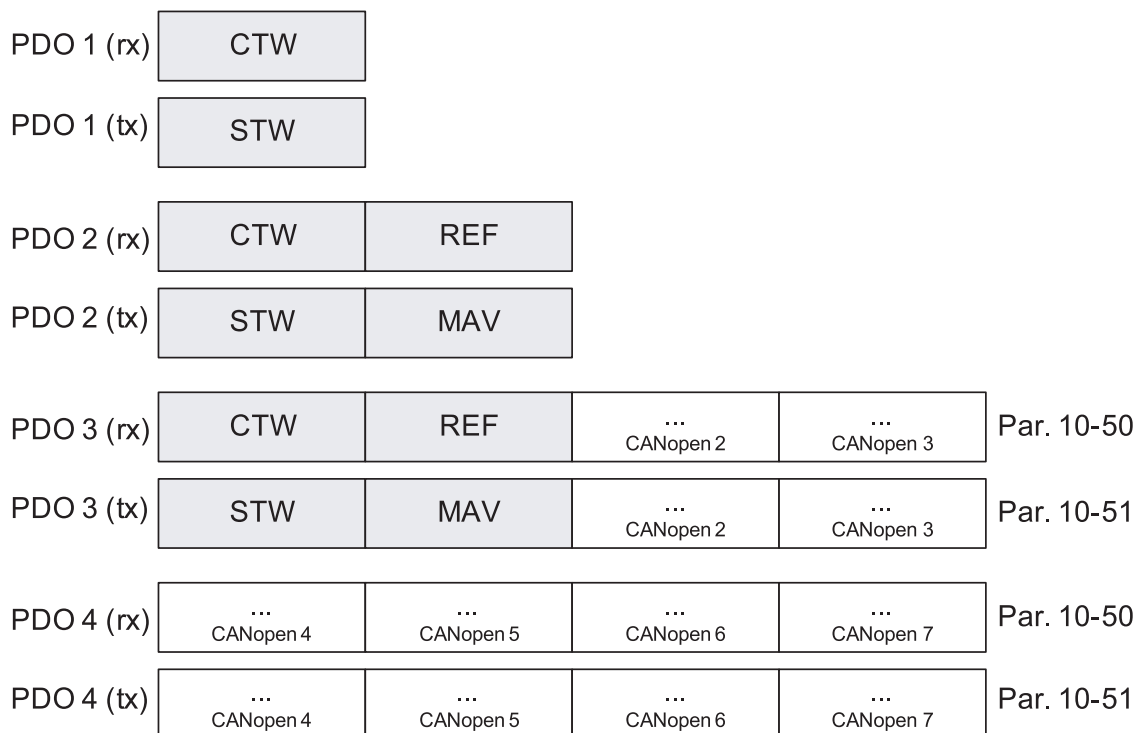 PDO 1 (rx) CTW
PDO 1 (tx) STW
PDO 2 (rx) CTW REF
PDO 2 (tx) STW MAV
PDO 3 (rx) CTW REF ... CANopen 2 ... CANopen 3 Par. 10-50
PDO 3 (tx) STW MAV ... CANopen 2 ... CANopen 3 Par. 10-51
PDO 4 (rx) ... CANopen 4 ... CANopen 5 ... CANopen 6 ... CANopen 7 Par. 10-50
PDO 4 (tx) ... CANopen 4 ... CANopen 5 ... CANopen 6 ... CANopen 7 Par. 10-51